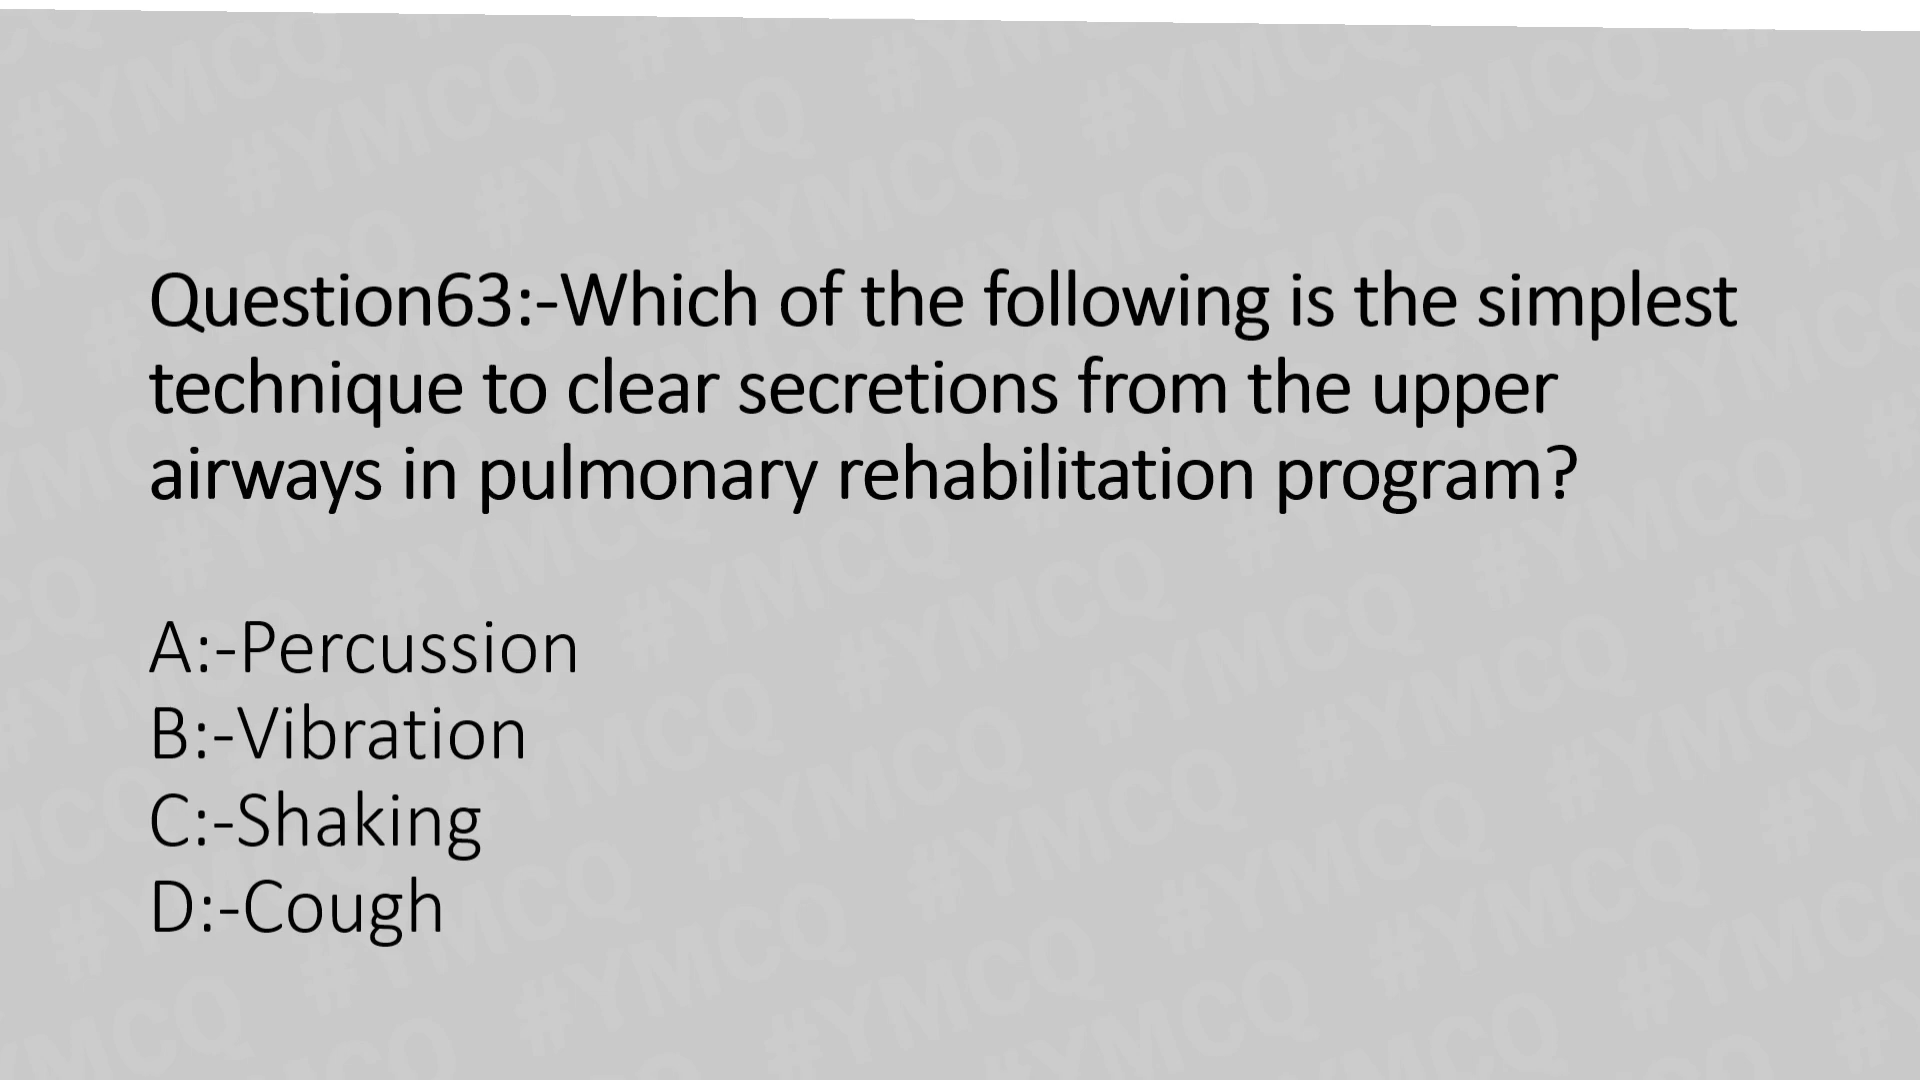 Question63:-Which of the following is the simplest
technique to clear secretions from the upper
airways in pulmonary rehabilitation program?
A:-Percussion
B:-Vibration
C:-Shaking
D:-Cough
#YMCQ